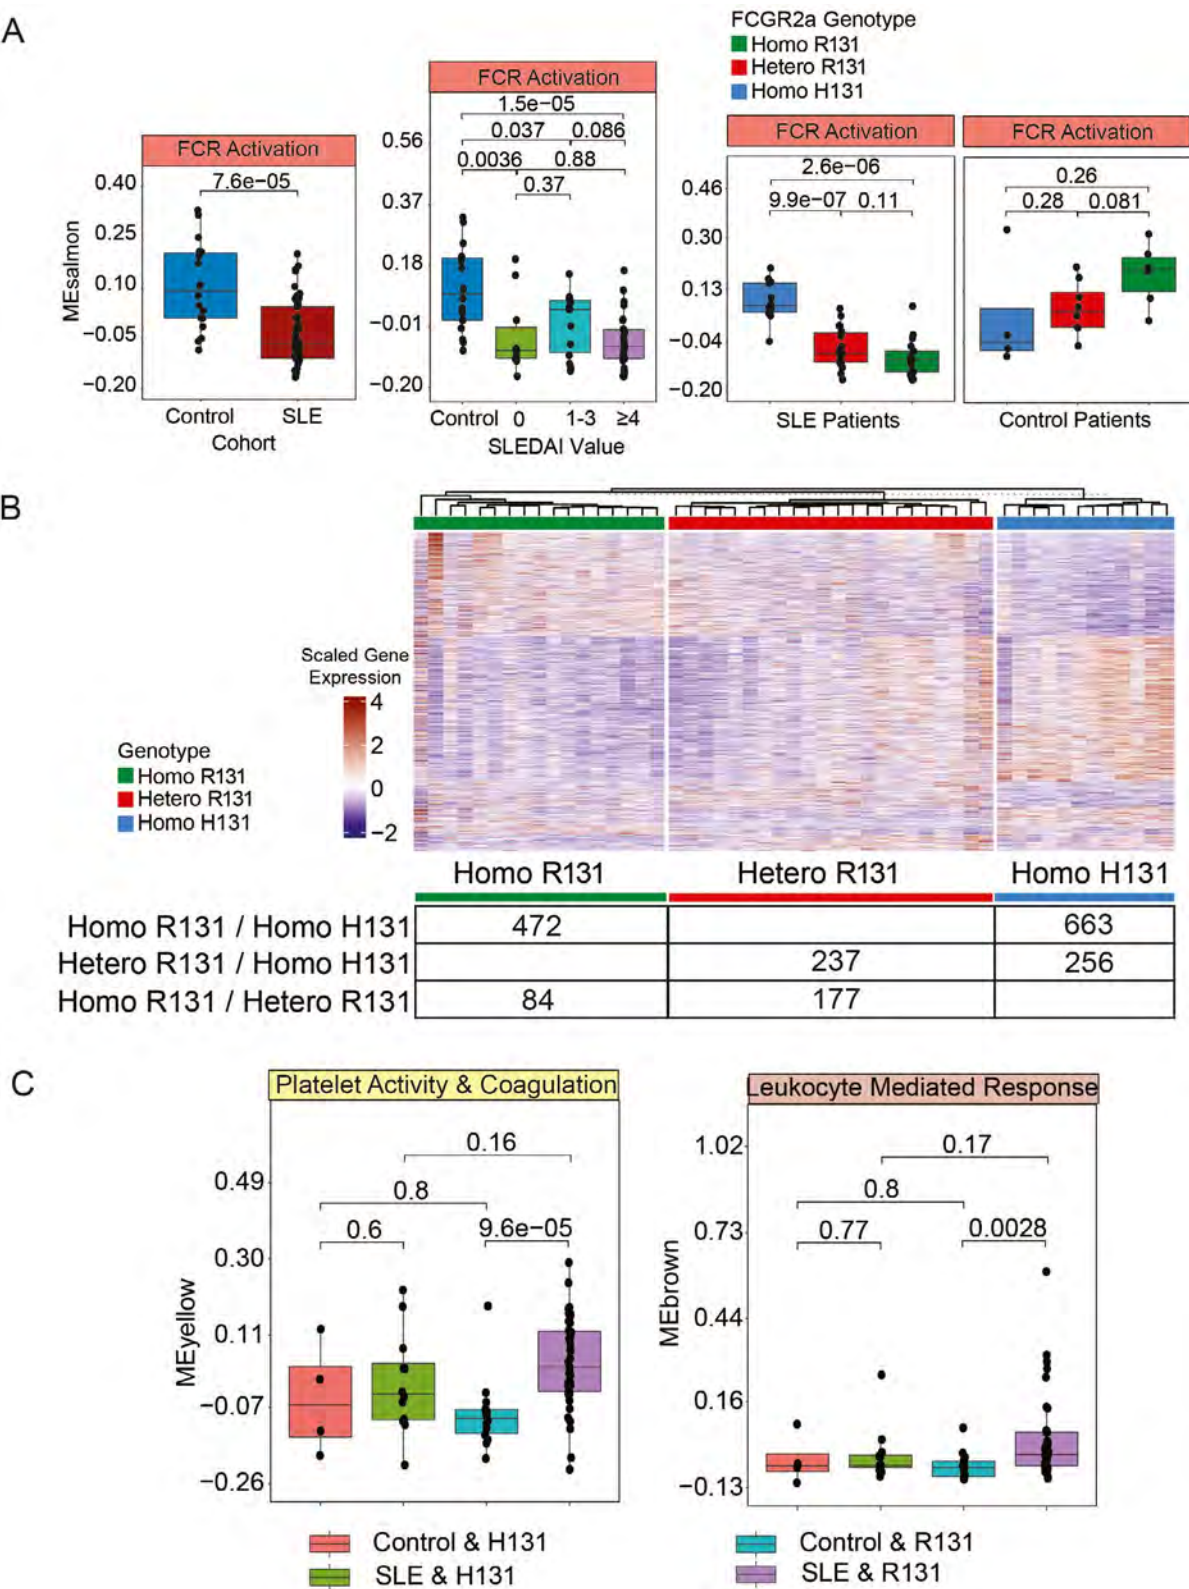 A
FCGR2a Genotype
Homo R131
Hetero R131
Homo H131
FCR Activation
7.6e−05
MEsalmon
0.40
0.25
0.10
−0.05
−0.20
Control SLE
Cohort
FCR Activation
1.5e−05
0.037 0.086
0.0036 0.88
0.37
0.56
0.37
0.18
−0.01
−0.20
Control 0 1-3 ≥4
SLEDAI Value
FCR Activation
2.6e−06
9.9e−07 0.11
0.46
0.30
0.13
−0.04
−0.20
SLE Patients
FCR Activation
0.26
0.28 0.081
Control Patients
B
Scaled Gene
Expression
4
2
0
−2
Genotype
Homo R131
Hetero R131
Homo H131
Homo R131 Hetero R131 Homo H131
Homo R131 / Homo H131 472 663
Hetero R131 / Homo H131 237 256
Homo R131 / Hetero R131 84 177
C
Platelet Activity & Coagulation
0.16
0.8
0.6 9.6e−05
MEyellow
0.49
0.30
0.11
−0.07
−0.26
Leukocyte Mediated Response
0.17
0.8
0.77 0.0028
MEbrown
1.02
0.73
0.44
0.16
−0.13
Control & H131
SLE & H131
Control & R131
SLE & R131